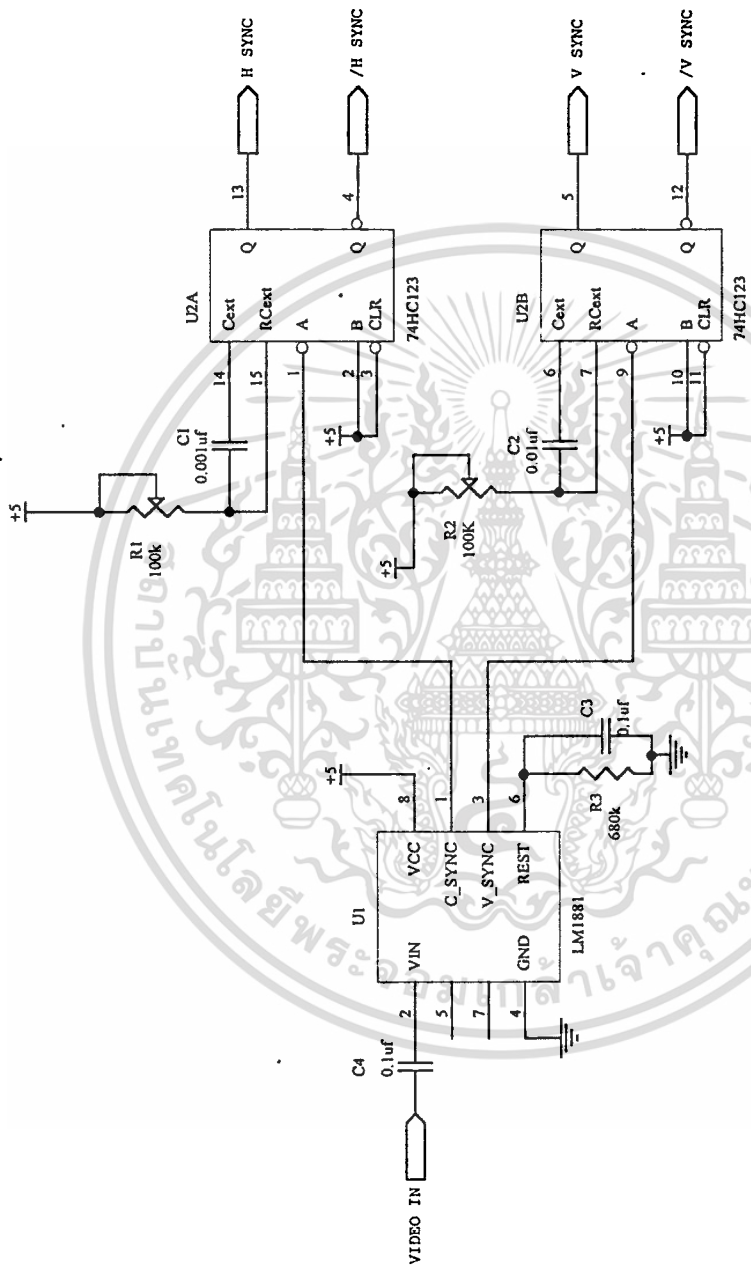 VIDEO IN
C4
0.1uf
2
5
7
4
U1
VIN
GND
VCC
C_SYNC
V_SYNC
REST
LM1881
8
1
3
6
+5
R3
680k
C3
0.1uf
+5
R1
100k
C1
0.001uf
14
15
1
2
3
+5
U2A
Cext
RCext
A
B
CLR
Q
Q
74HC123
13
4
H SYNC
/H SYNC
+5
R2
100K
C2
0.01uf
6
7
9
10
11
+5
U2B
Cext
RCext
A
B
CLR
Q
Q
74HC123
5
12
V SYNC
/V SYNC